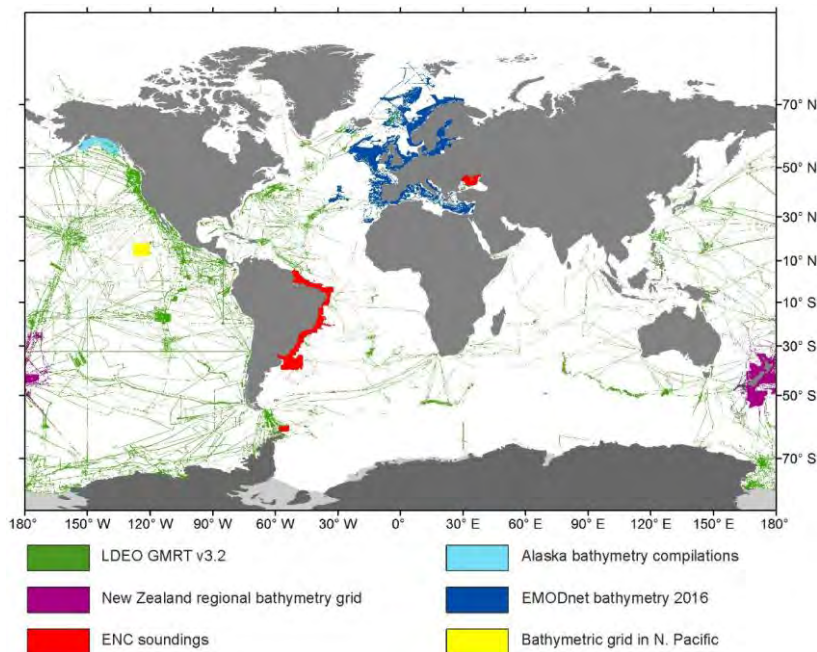 70° N
50° N
30° N
10° N
10° S
30° S
50° S
70° S
180° 150° W 120° W 90° W 60° W 30° W 0° 30° E 60° E 90° E 120° E 150° E 180°
LDEO GMRT v3.2
Alaska bathymetry compilations
New Zealand regional bathymetry grid
EMODnet bathymetry 2016
ENC soundings
Bathymetric grid in N. Pacific